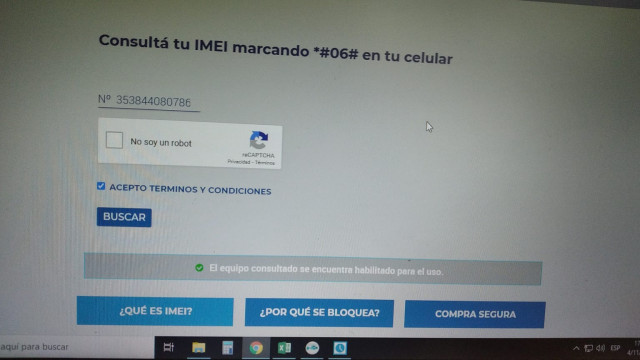 Consultá tu IMEI marcando *#06# en tu celular
Nº 353844080786
No soy un robot
reCAPTCHA
Privacidad - Términos
ACEPTO TERMINOS Y CONDICIONES
BUSCAR
El equipo consultado se encuentre habilitado para el uso.
¿QUÉ ES IMEI?
¿POR QUÉ SE BLOQUEA?
COMPRA SEGURA
aquí para buscar
ESP